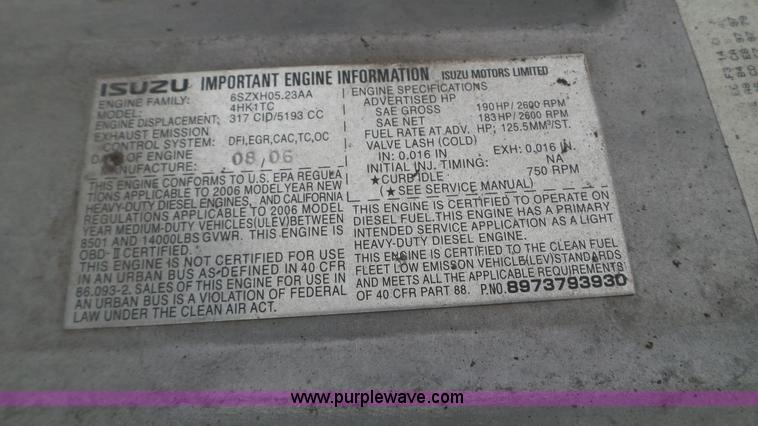 ISUZU IMPORTANT ENGINE INFORMATION ISUZU MOTORS LIMITED
ENGINE FAMILY: 6SZXH05.23AA
MODEL: 4HK1TC
ENGINE DISPLACEMENT; 317 CID/5193 CC
EXHAUST EMISSION
CONTROL SYSTEM: DFI,EGR,CAC,TC,OC
DATE OF ENGINE
MANUFACTURE: 08,06
THIS ENGINE CONFORMS TO U.S. EPA REGULA
TIONS APPLICABLE TO 2006 MODEL YEAR NEW
HEAVY-DUTY DIESEL ENGINES, AND CALIFORNIA
REGULATIONS APPLICABLE TO 2006 MODEL
YEAR MEDIUM-DUTY VEHICLES(ULEV)BETWEEN
8501 AND 14000LBS GVWR. THIS ENGINE IS
OBD-II CERTIFIED.
THIS ENGINE IS NOT CERTIFIED FOR USE
IN AN URBAN BUS AS DEFINED IN 40 CFR
86.093-2. SALES OF THIS ENGINE FOR USE IN
AN URBAN BUS IS A VIOLATION OF FEDERAL
LAW UNDER THE CLEAN AIR ACT.
ENGINE SPECIFICATIONS
ADVERTISED HP
SAE GROSS 190 HP/2600 RPM
SAE NET 183 HP/2600 RPM
FUEL RATE AT ADV. HP; 125.5MM³/ST.
VALVE LASH (COLD)
IN: 0.016 IN EXH: 0.016 IN.
INITIAL INJ. TIMING: NA
★CURB IDLE 750 RPM
(★SEE SERVICE MANUAL)
THIS ENGINE IS CERTIFIED TO OPERATE ON
DIESEL FUEL.THIS ENGINE HAS A PRIMARY
INTENDED SERVICE APPLICATION AS A LIGHT
HEAVY-DUTY DIESEL ENGINE.
THIS ENGINE IS CERTIFIED TO THE CLEAN FUEL
FLEET LOW EMISSON VEHICLE(LEV)STANDARDS
AND MEETS ALL THE APPLICABLE REQUIREMENTS
OF 40 CFR PART 88. P.NO.8973793930
www.purplewave.com